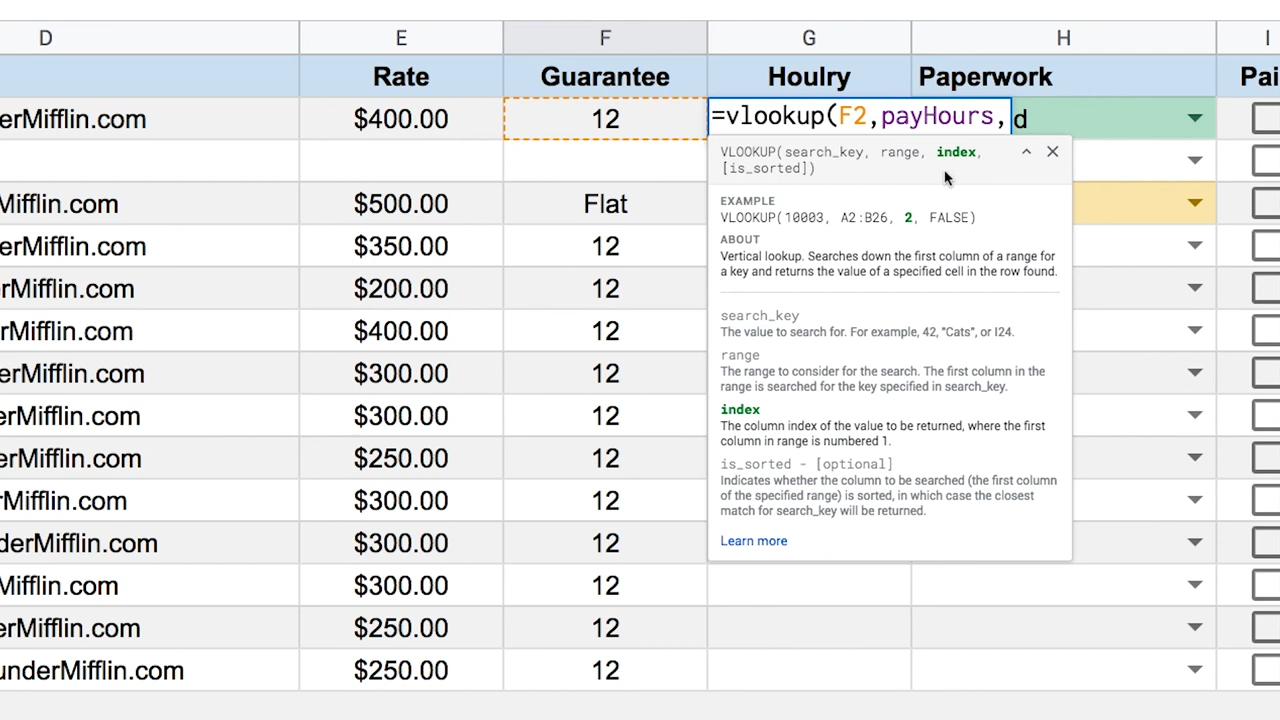 D E F G H I
Rate Guarantee Houlry Paperwork Pai
erMifflin.com $400.00 12 =vlookup(F2,payHours, d
VLOOKUP(search_key, range, index,
[is_sorted])
Mifflin.com $500.00 Flat
EXAMPLE
VLOOKUP(10003, A2:B26, 2, FALSE)
erMifflin.com $350.00 12
ABOUT
Vertical lookup. Searches down the first column of a range for
a key and returns the value of a specified cell in the row found.
rMifflin.com $200.00 12
search_key
The value to search for. For example, 42, "Cats", or I24.
rMifflin.com $400.00 12
range
The range to consider for the search. The first column in the
range is searched for the key specified in search_key.
erMifflin.com $300.00 12
index
The column index of the value to be returned, where the first
column in range is numbered 1.
erMifflin.com $300.00 12
is_sorted - [optional]
Indicates whether the column to be searched (the first column
of the specified range) is sorted, in which case the closest
match for search_key will be returned.
erMifflin.com $250.00 12
rMifflin.com $300.00 12
Learn more
derMifflin.com $300.00 12
Mifflin.com $300.00 12
erMifflin.com $250.00 12
underMifflin.com $250.00 12